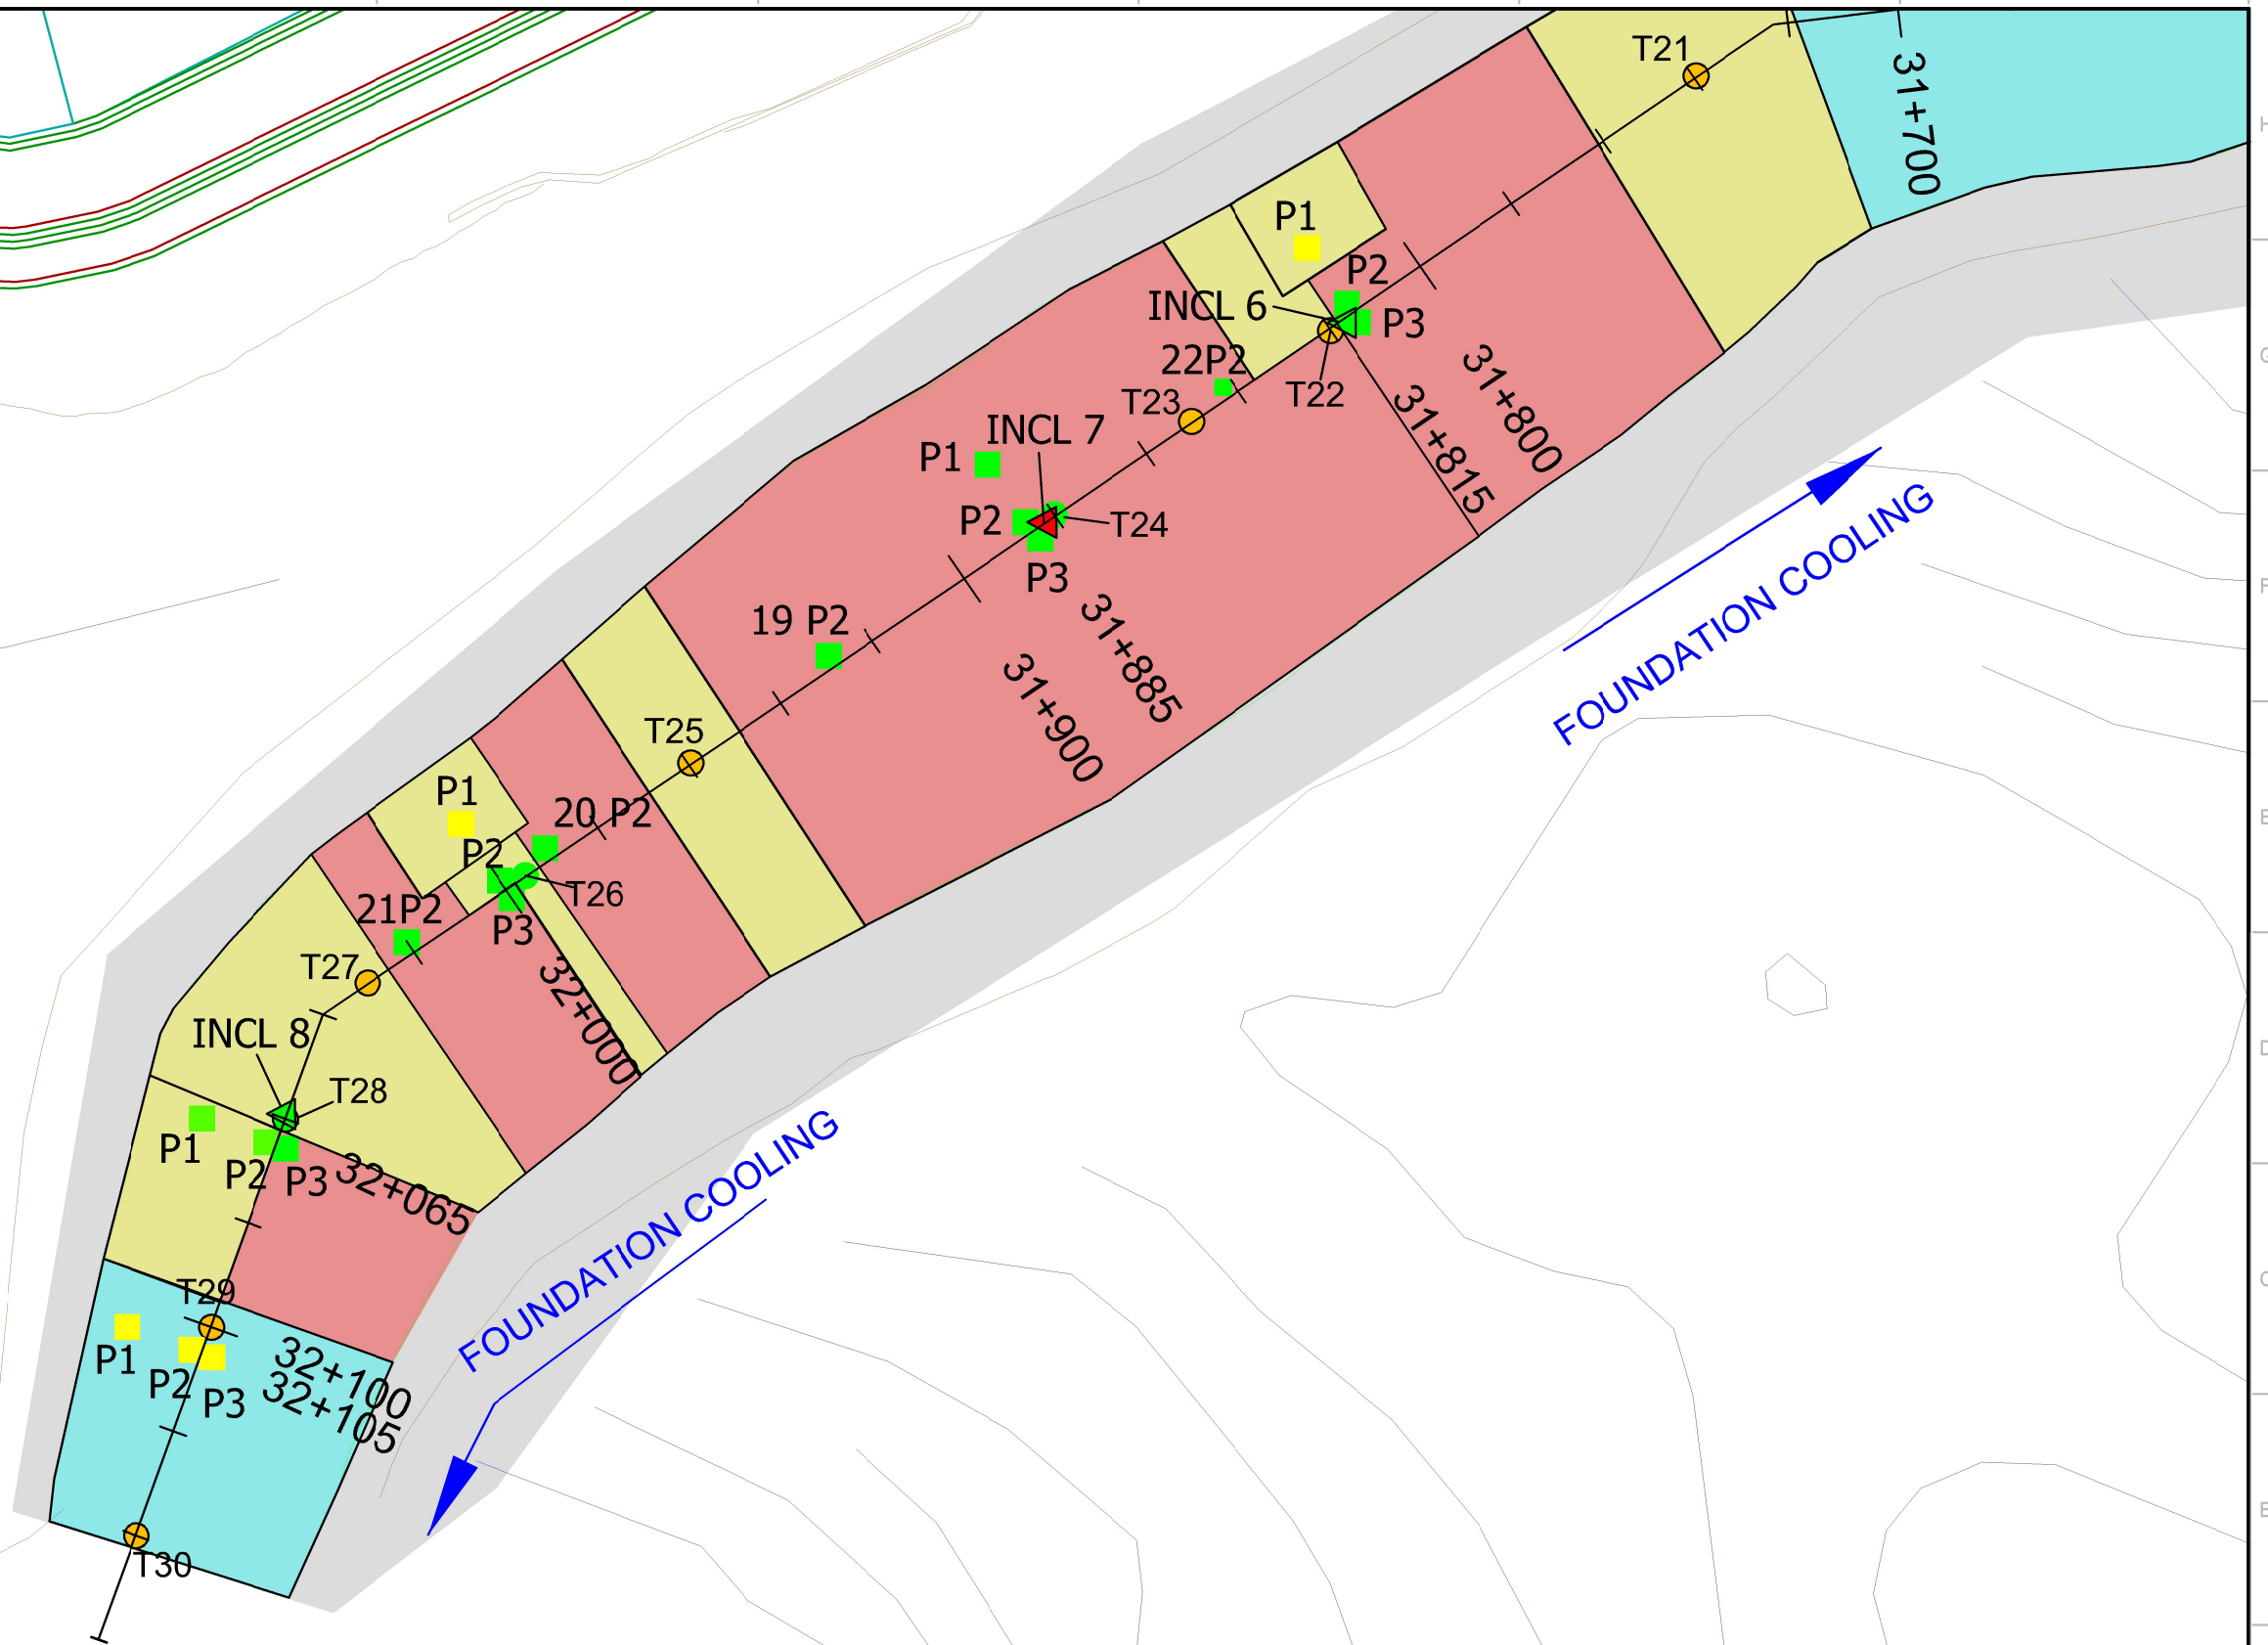 T21
31+700
P1
P2
INCL 6
P3
22P2
T22
31+800
31+815
T23
INCL 7
P1
P2
T24
P3
FOUNDATION COOLING
31+885
31+900
19 P2
T25
P1
20 P2
P2
T26
21P2
P3
T27
32+000
INCL 8
T28
P1
P2
P3
32+065
FOUNDATION COOLING
T29
P1
P2
P3
32+100
32+105
T30
H
G
F
E
D
C